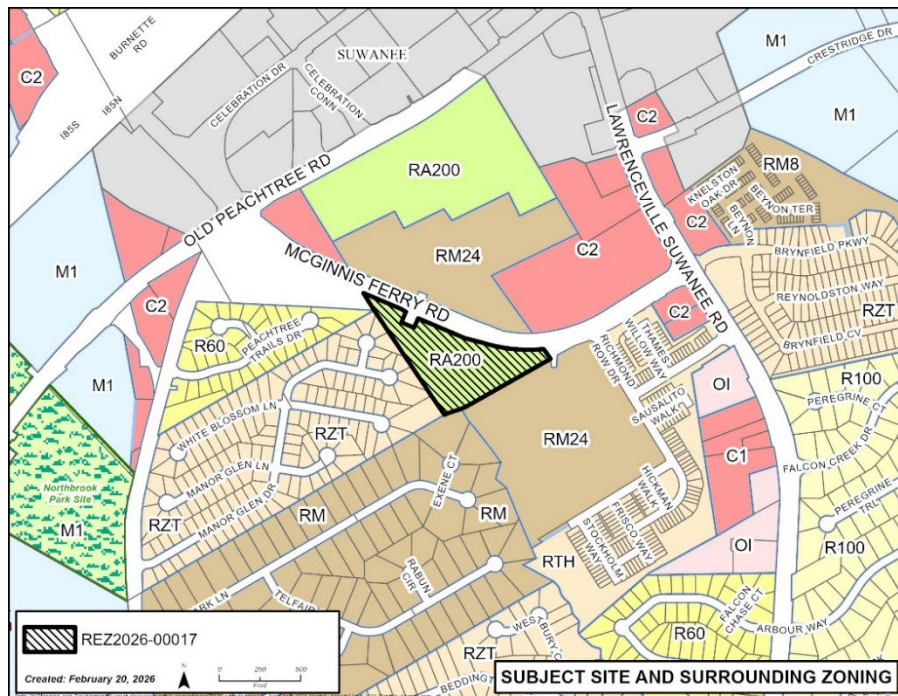 BURNETTE RD
SUWANEE
M1
CRESTRIDGE DR
C2
I85S
I85N
CELEBRATION DR
CELEBRATION CONN
LAWRENCEVILLE SUWANEE RD
C2
M1
OLD PEACHTREE RD
RA200
RM8
KNELSTON OAK DR
BEYNON TER
BEYNON LN
C2
M1
MCGINNIS FERRY RD
RM24
C2
BRYNFIELD PKWY
REYNOLDSTON WAY
RZT
BRYNFIELD CV
C2
R60
PEACHTREE TRAILS DR
RA200
C2
THAMES WILLOW WAY
RICHMOND ROW DR
OI
R100
PEREGRINE CT
M1
WHITE BLOSSOM LN
RZT
SAUSALITO WALK
RM24
C1
FALCON CREEK DR
MANOR GLEN LN
MANOR GLEN DR
EXENE CT
HICKMAN WALK
PEREGRINE TRL
Northbrook
Park Site
M1
RZT
RM
RM
FRISCO WAY
STOCKHOLM WAY
RTH
OI
R100
RABUN CIR
ARK LN
TELFAIR
FALCON CHASE CT
ARBOUR WAY
R60
RZT
WESTBURY C
BEDDING
REZ2026-00017
Created: February 20, 2026
N
0 250 500
Feet
SUBJECT SITE AND SURROUNDING ZONING